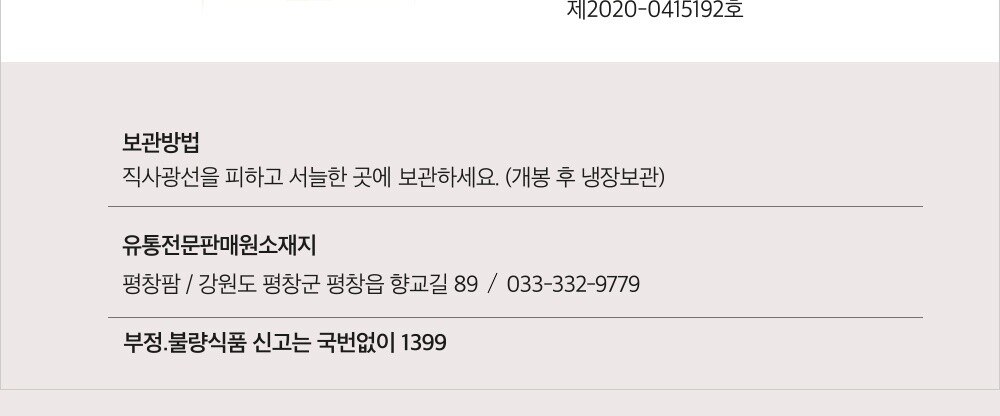 제2020-0415192호
보관방법
직사광선을 피하고 서늘한 곳에 보관하세요. (개봉 후 냉장보관)
유통전문판매원소재지
평창팜 / 강원도 평창군 평창읍 향교길 89 / 033-332-9779
부정.불량식품 신고는 국번없이 1399